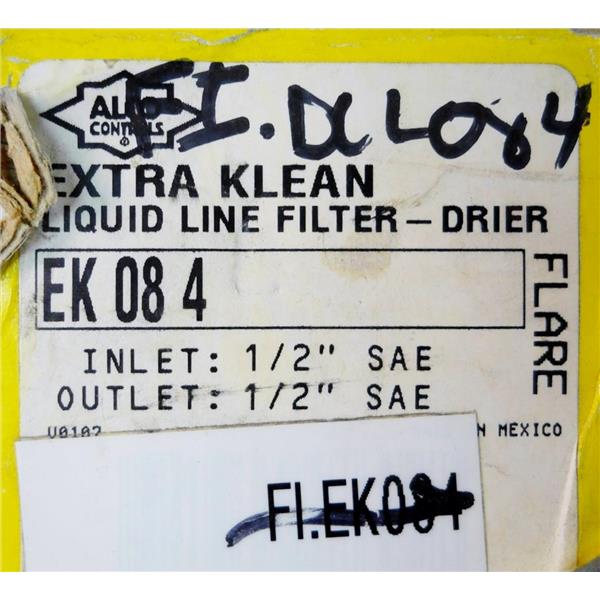 ALCO
CONTROLS
FI.DCL084
EXTRA KLEAN
LIQUID LINE FILTER – DRIER
EK 08 4
FLARE
INLET: 1/2" SAE
OUTLET: 1/2" SAE
V0102
N MEXICO
FI.EK084